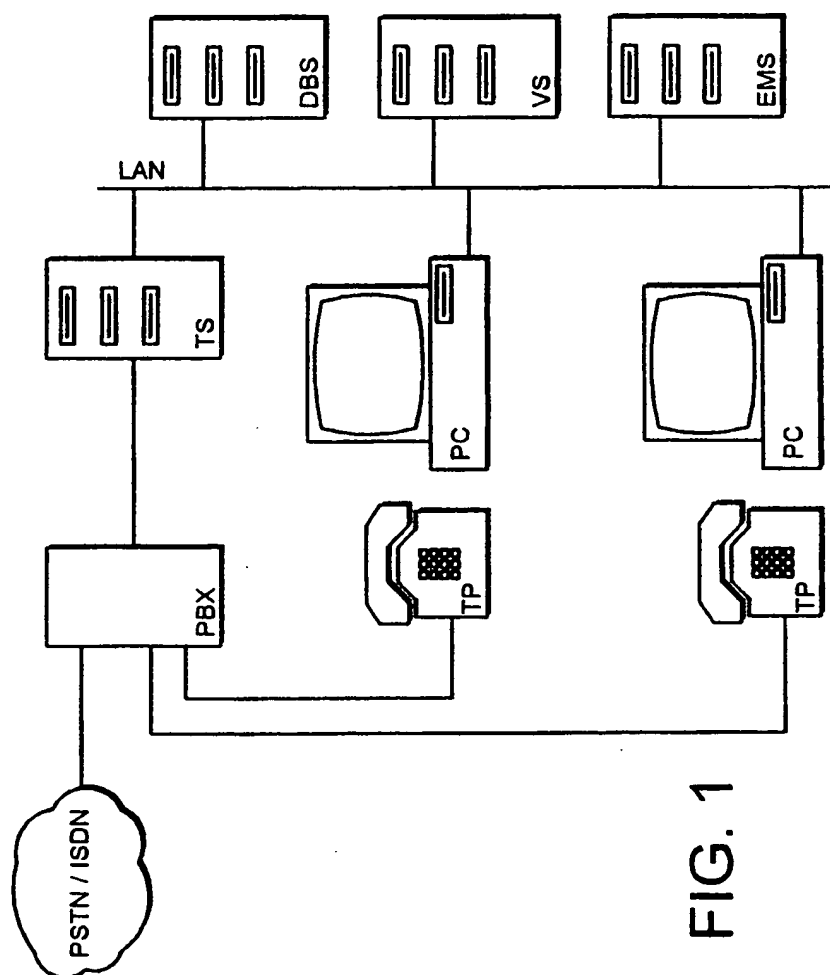 PSTN / ISDN
PBX
TS
LAN
DBS
VS
EMS
TP
PC
TP
PC
FIG. 1